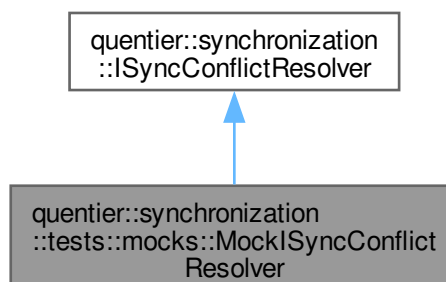 quentier::synchronization
::ISyncConflictResolver
quentier::synchronization
::tests::mocks::MockISyncConflict
Resolver